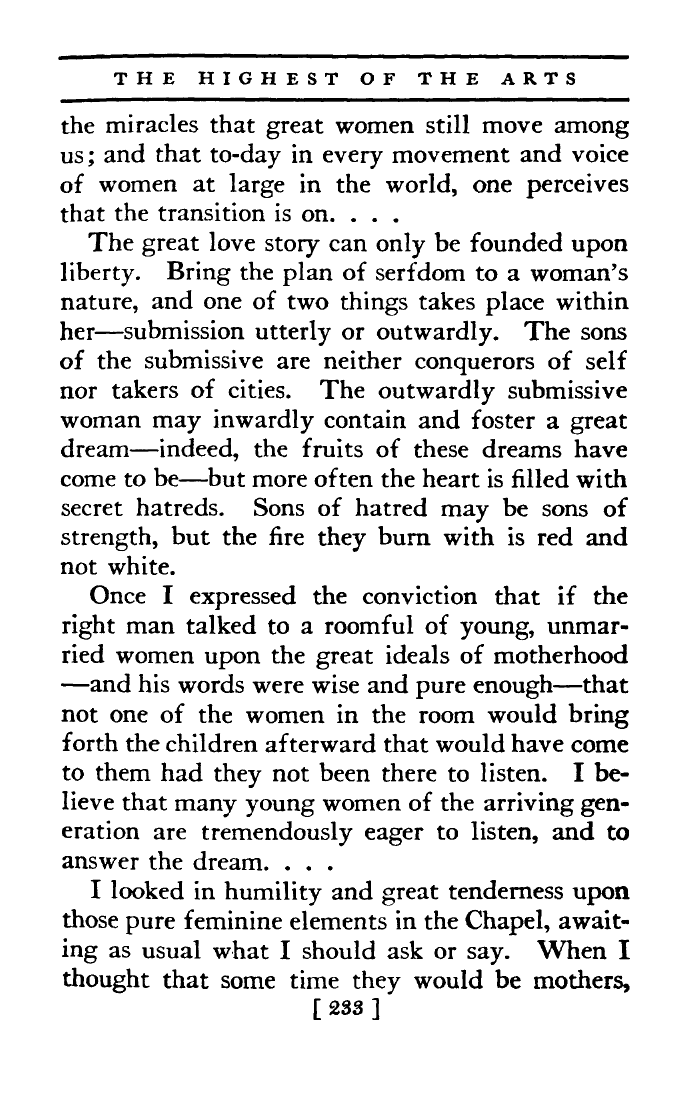 THE HIGHEST OF THE ARTS
the miracles that great women still move among
us; and that to-day in every movement and voice
of women at large in the world, one perceives
that the transition is on. . . .
The great love story can only be founded upon
liberty. Bring the plan of serfdom to a woman's
nature, and one of two things takes place within
her—submission utterly or outwardly. The sons
of the submissive are neither conquerors of self
nor takers of cities. The outwardly submissive
woman may inwardly contain and foster a great
dream—indeed, the fruits of these dreams have
come to be—but more often the heart is filled with
secret hatreds. Sons of hatred may be sons of
strength, but the fire they burn with is red and
not white.
Once I expressed the conviction that if the
right man talked to a roomful of young, unmar-
ried women upon the great ideals of motherhood
—and his words were wise and pure enough—that
not one of the women in the room would bring
forth the children afterward that would have come
to them had they not been there to listen. I be-
lieve that many young women of the arriving gen-
eration are tremendously eager to listen, and to
answer the dream. . . .
I looked in humility and great tenderness upon
those pure feminine elements in the Chapel, await-
ing as usual what I should ask or say. When I
thought that some time they would be mothers,
[ 233 ]